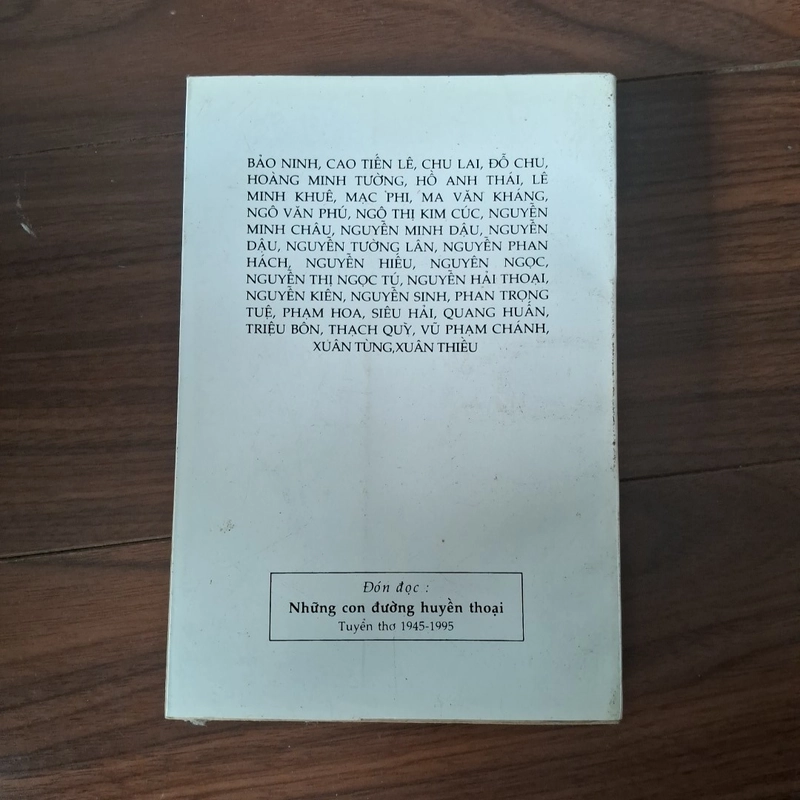 BẢO NINH, CAO TIẾN LÊ, CHU LAI, ĐỖ CHU,
HOÀNG MINH TƯỜNG, HỒ ANH THÁI, LÊ
MINH KHUÊ, MẠC PHI, MA VĂN KHÁNG,
NGÔ VĂN PHÚ, NGÔ THỊ KIM CÚC, NGUYỄN
MINH CHÂU, NGUYỄN MINH DẬU, NGUYỄN
DẬU, NGUYỄN TƯỜNG LÂN, NGUYỄN PHAN
HÁCH, NGUYỄN HIẾU, NGUYÊN NGỌC,
NGUYỄN THỊ NGỌC TÚ, NGUYỄN HẢI THOẠI,
NGUYỄN KIÊN, NGUYỄN SINH, PHAN TRỌNG
TUỆ, PHẠM HOA, SIÊU HẢI, QUANG HUẤN,
TRIỆU BÔN, THẠCH QUỲ, VŨ PHẠM CHÁNH,
XUÂN TÙNG,XUÂN THIỀU
Đón đọc :
Những con đường huyền thoại
Tuyển thơ 1945-1995